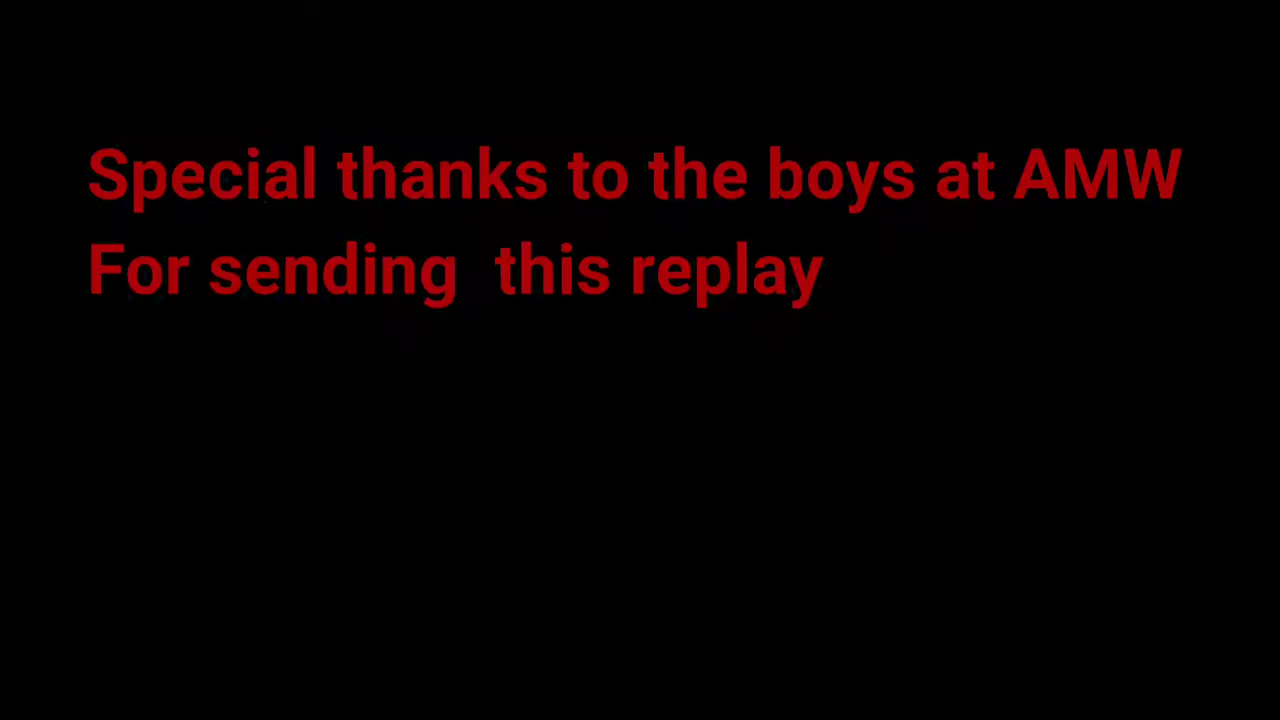 Special thanks to the boys at AMW
For sending  this replay